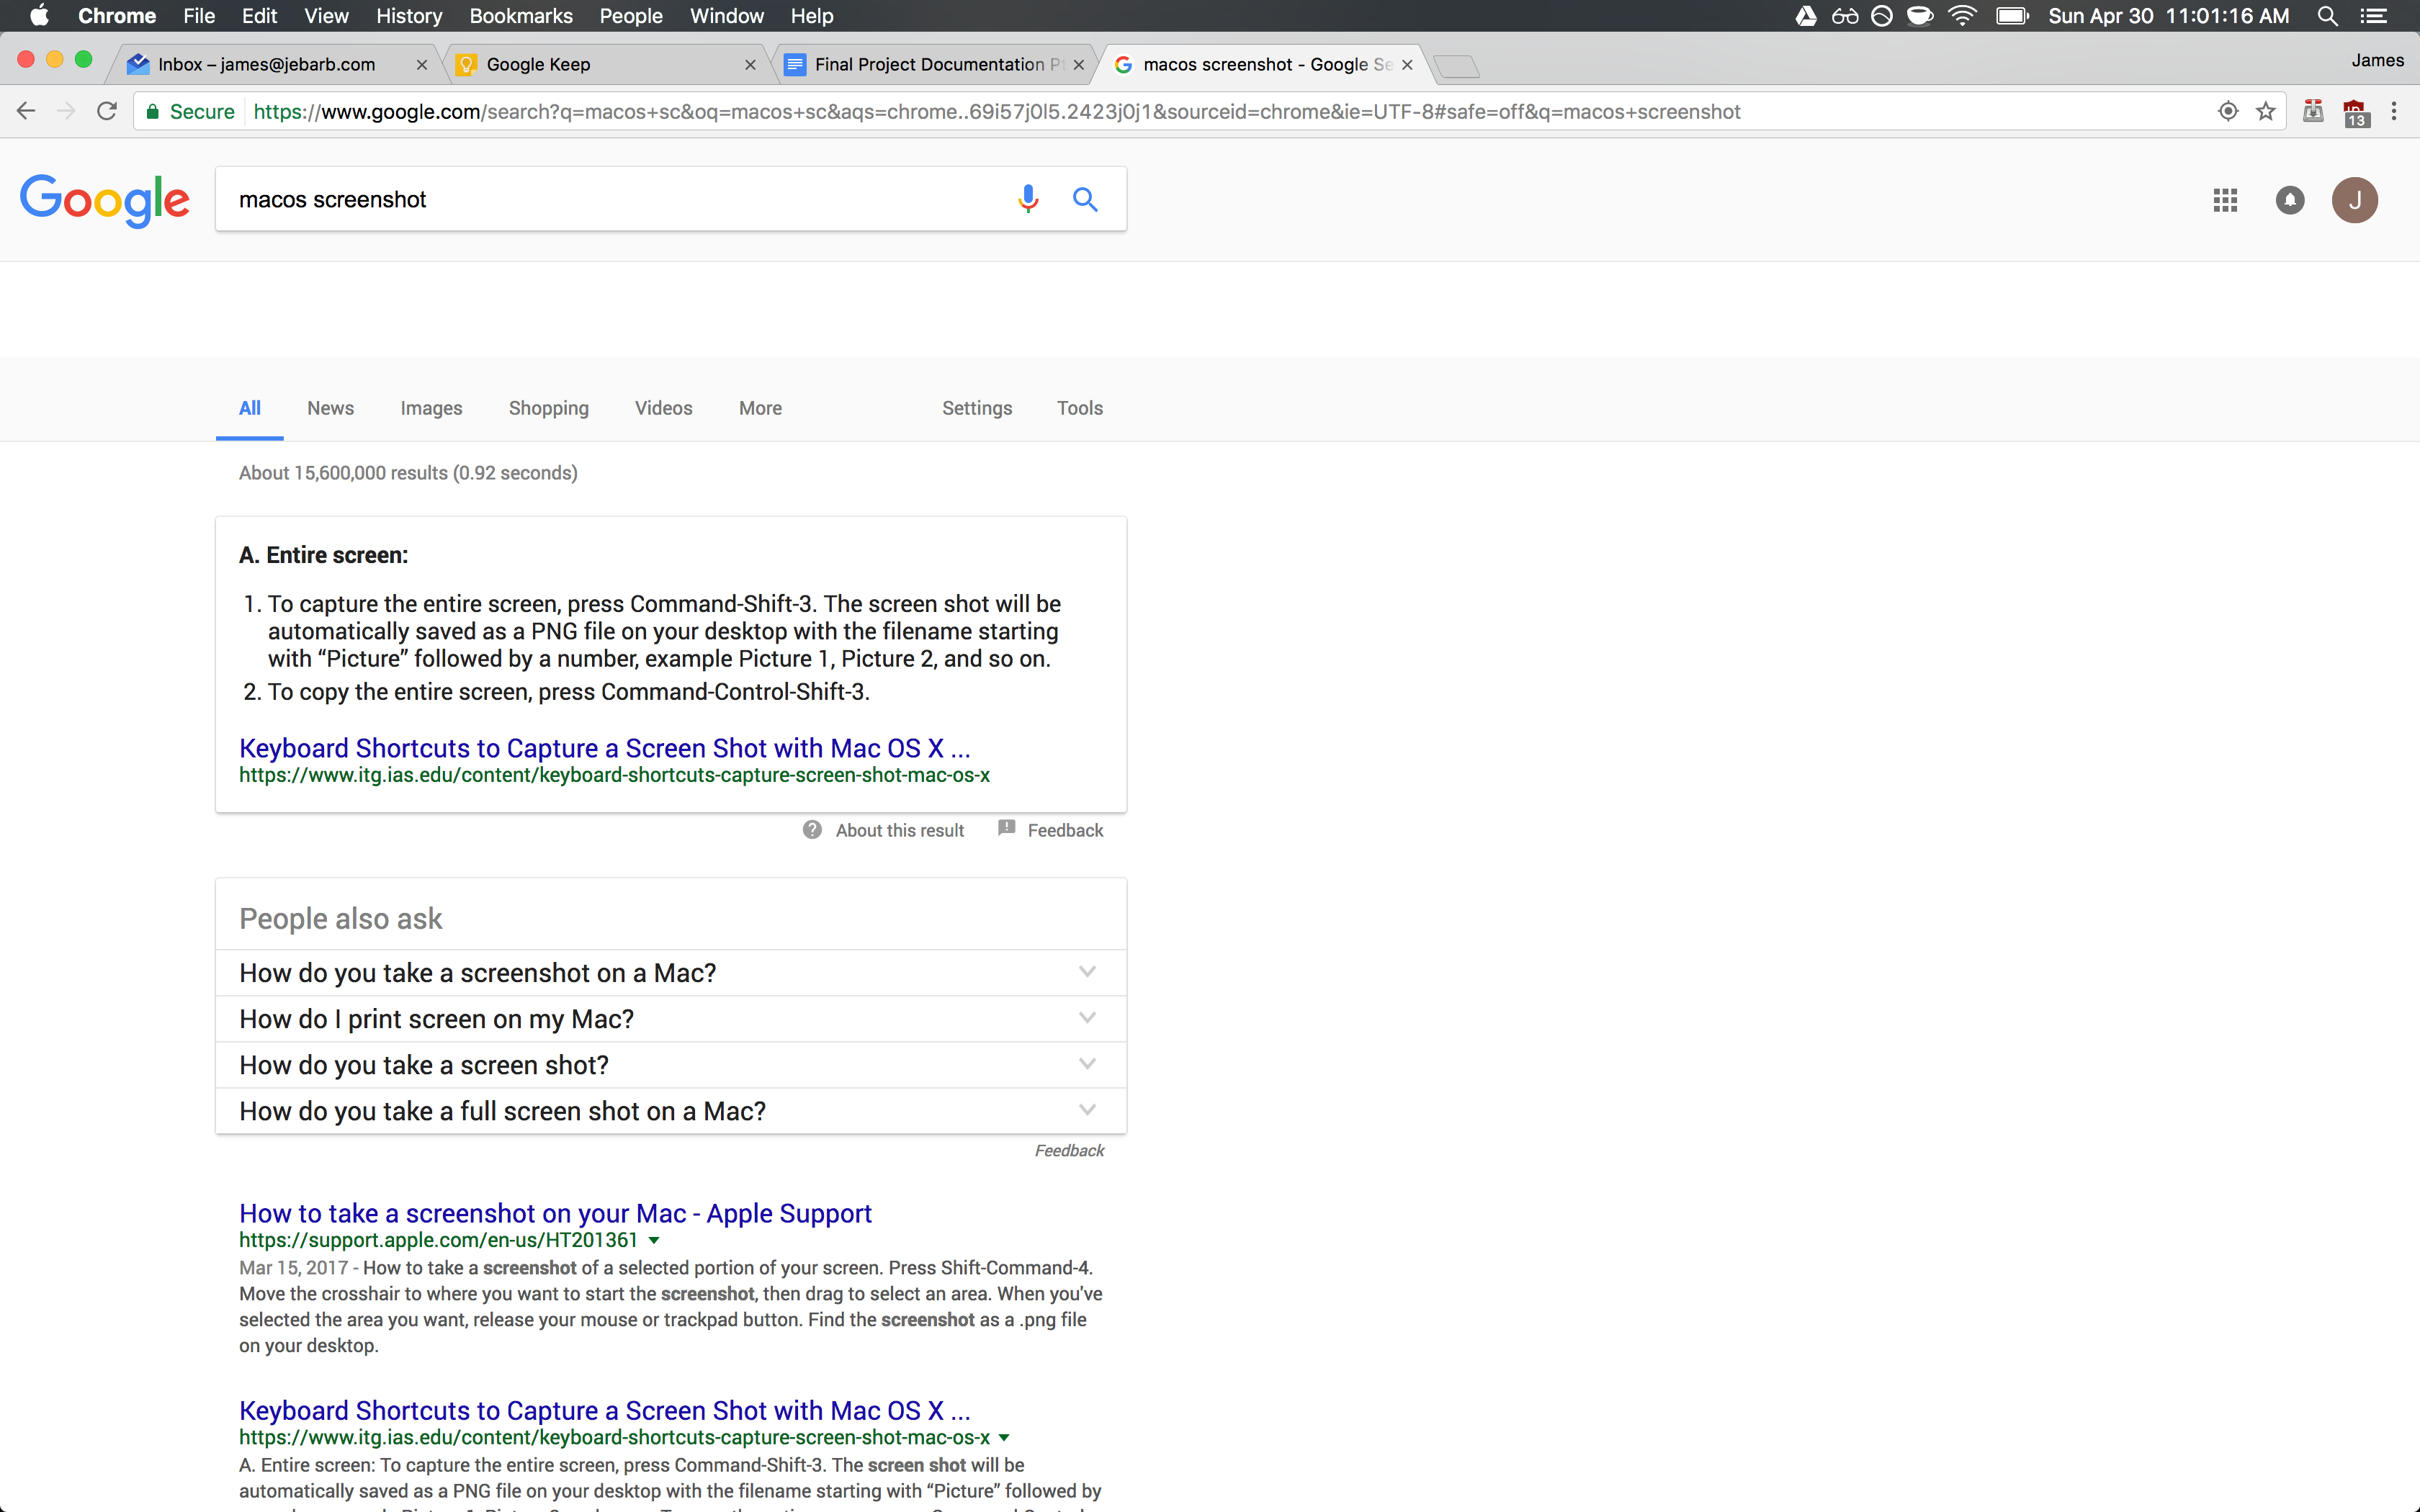 Chrome File Edit View History Bookmarks People Window Help Sun Apr 30 11:01:16 AM
Inbox – james@jebarb.com Google Keep Final Project Documentation macos screenshot - Google Se James
Secure https://www.google.com/search?q=macos+sc&oq=macos+sc&aqs=chrome..69i57j0l5.2423j0j1&sourceid=chrome&ie=UTF-8#safe=off&q=macos+screenshot 13
Google macos screenshot J
All News Images Shopping Videos More Settings Tools
About 15,600,000 results (0.92 seconds)
A. Entire screen:
1. To capture the entire screen, press Command-Shift-3. The screen shot will be
automatically saved as a PNG file on your desktop with the filename starting
with “Picture” followed by a number, example Picture 1, Picture 2, and so on.
2. To copy the entire screen, press Command-Control-Shift-3.
Keyboard Shortcuts to Capture a Screen Shot with Mac OS X ...
https://www.itg.ias.edu/content/keyboard-shortcuts-capture-screen-shot-mac-os-x
About this result Feedback
People also ask
How do you take a screenshot on a Mac?
How do I print screen on my Mac?
How do you take a screen shot?
How do you take a full screen shot on a Mac?
Feedback
How to take a screenshot on your Mac - Apple Support
https://support.apple.com/en-us/HT201361
Mar 15, 2017 - How to take a screenshot of a selected portion of your screen. Press Shift-Command-4.
Move the crosshair to where you want to start the screenshot, then drag to select an area. When you've
selected the area you want, release your mouse or trackpad button. Find the screenshot as a .png file
on your desktop.
Keyboard Shortcuts to Capture a Screen Shot with Mac OS X ...
https://www.itg.ias.edu/content/keyboard-shortcuts-capture-screen-shot-mac-os-x
A. Entire screen: To capture the entire screen, press Command-Shift-3. The screen shot will be
automatically saved as a PNG file on your desktop with the filename starting with “Picture” followed by